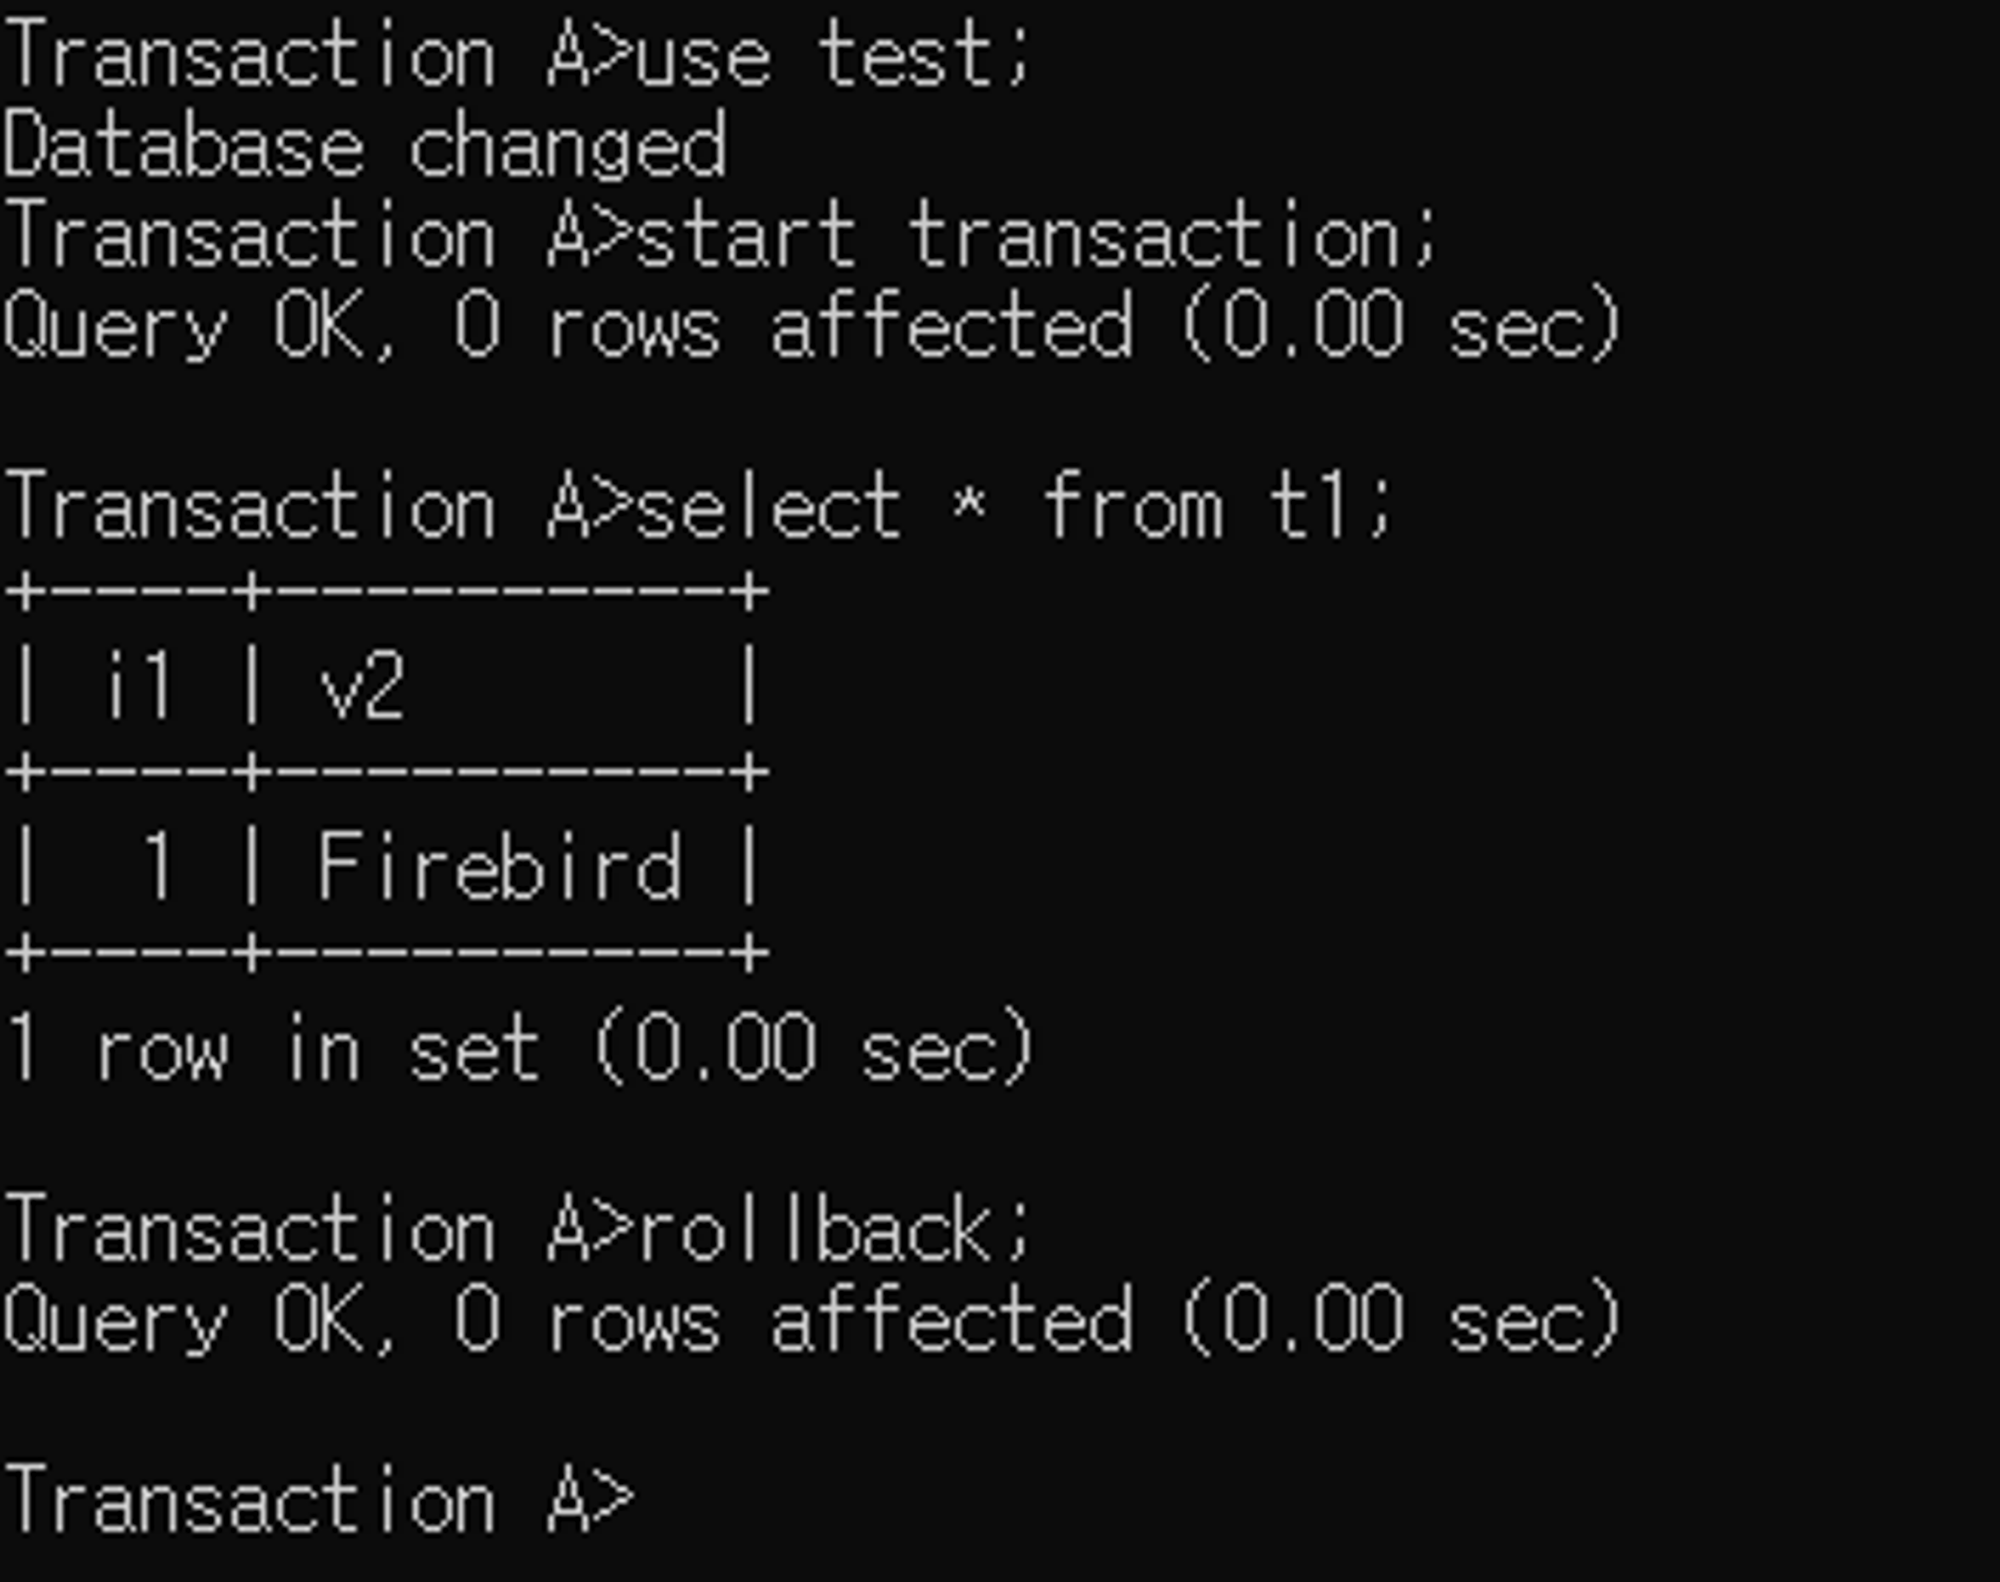 Transaction A>use test;
Database changed
Transaction A>start transaction;
Query OK, 0 rows affected (0.00 sec)

Transaction A>select * from t1;
+----+----------+
| i1 | v2       |
+----+----------+
|  1 | Firebird |
+----+----------+
1 row in set (0.00 sec)

Transaction A>rollback;
Query OK, 0 rows affected (0.00 sec)

Transaction A>